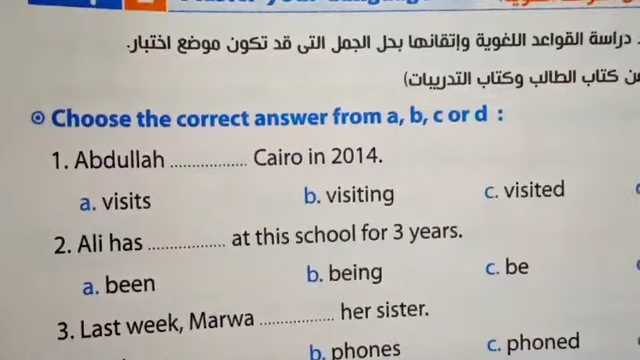 دراسة القواعد اللغوية وإتقانها بحل الجمل التى قد تكون موضع اختبار.
كتاب الطالب وكتاب التدريبات)
Choose the correct answer from a, b, c or d :
1. Abdullah .................. Cairo in 2014.
a. visits b. visiting c. visited
2. Ali has .................. at this school for 3 years.
a. been b. being c. be
3. Last week, Marwa .................. her sister.
b. phones c. phoned